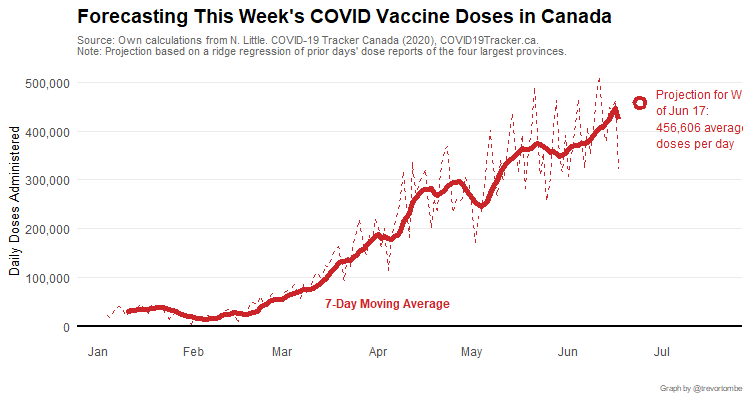 Forecasting This Week's COVID Vaccine Doses in Canada
Source: Own calculations from N. Little. COVID-19 Tracker Canada (2020), COVID19Tracker.ca.
Note: Projection based on a ridge regression of prior days' dose reports of the four largest provinces.
Daily Doses Administered
500,000
400,000
300,000
200,000
100,000
0
Projection for W
of Jun 17:
456,606 average
doses per day
7-Day Moving Average
Jan Feb Mar Apr May Jun Jul
Graph by @trevortombe